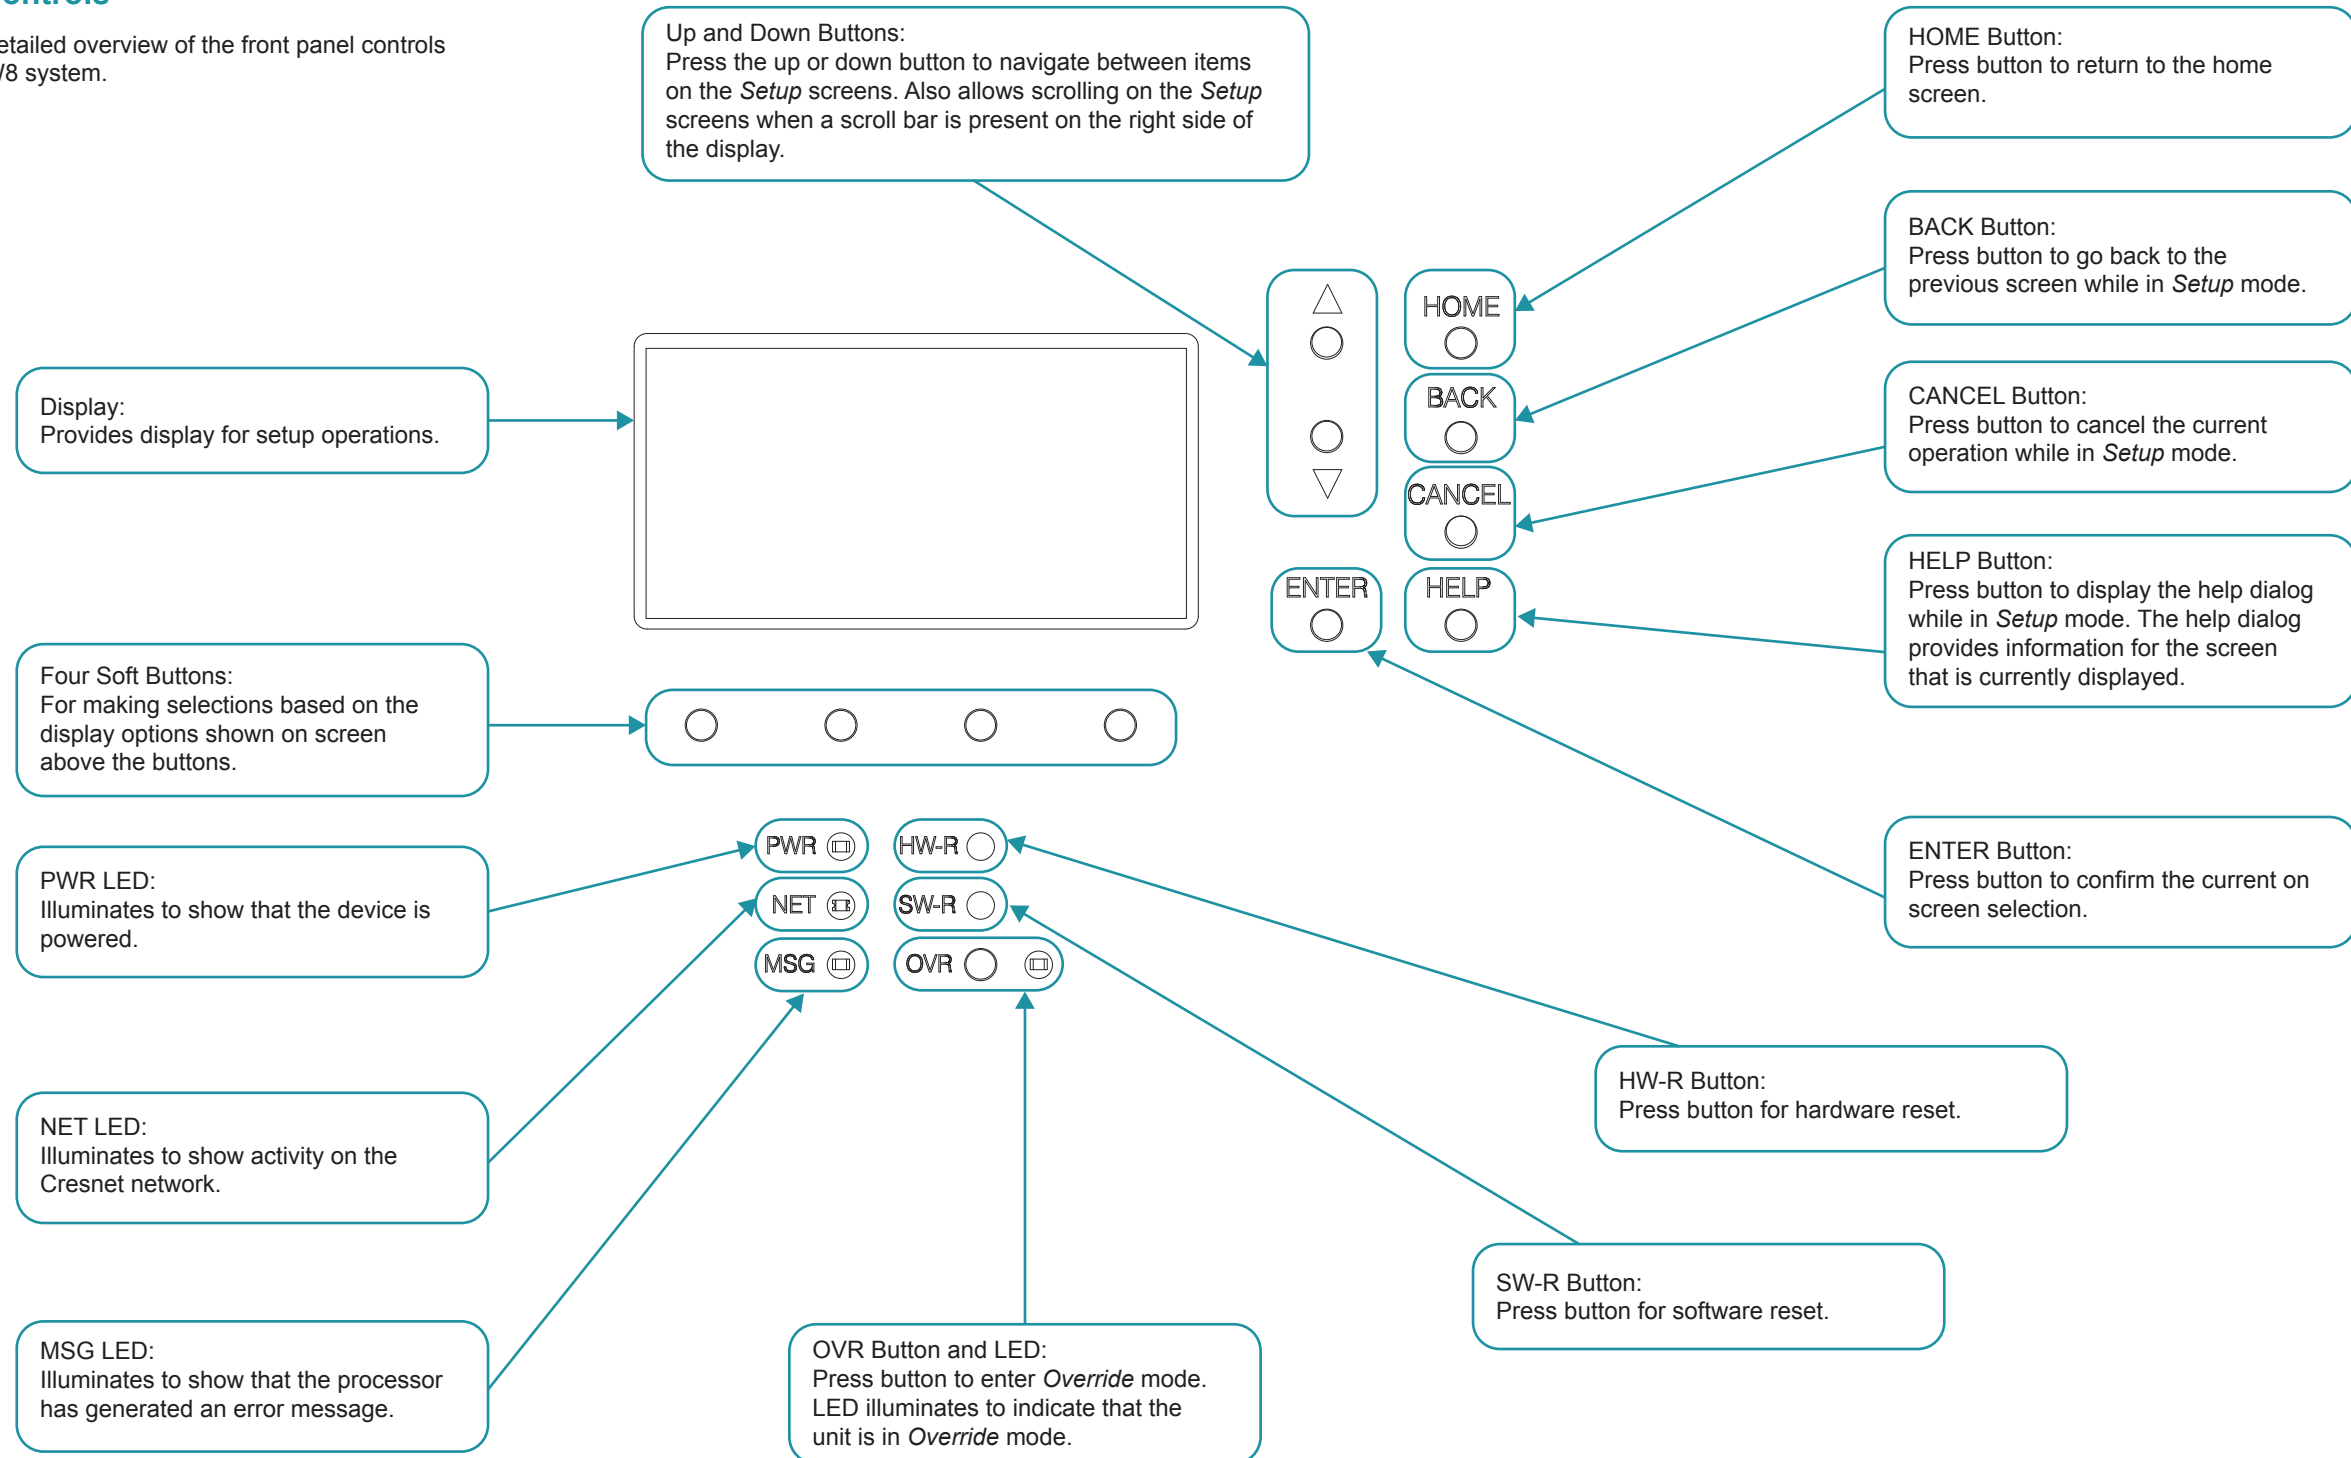 ontrols
etailed overview of the front panel controls
/8 system.
Up and Down Buttons:
Press the up or down button to navigate between items
on the Setup screens. Also allows scrolling on the Setup
screens when a scroll bar is present on the right side of
the display.
HOME Button:
Press button to return to the home
screen.
BACK Button:
Press button to go back to the
previous screen while in Setup mode.
CANCEL Button:
Press button to cancel the current
operation while in Setup mode.
HELP Button:
Press button to display the help dialog
while in Setup mode. The help dialog
provides information for the screen
that is currently displayed.
ENTER Button:
Press button to confirm the current on
screen selection.
Display:
Provides display for setup operations.
HOME
BACK
CANCEL
ENTER
HELP
Four Soft Buttons:
For making selections based on the
display options shown on screen
above the buttons.
PWR
HW-R
NET
SW-R
MSG
OVR
PWR LED:
Illuminates to show that the device is
powered.
NET LED:
Illuminates to show activity on the
Cresnet network.
MSG LED:
Illuminates to show that the processor
has generated an error message.
OVR Button and LED:
Press button to enter Override mode.
LED illuminates to indicate that the
unit is in Override mode.
HW-R Button:
Press button for hardware reset.
SW-R Button:
Press button for software reset.